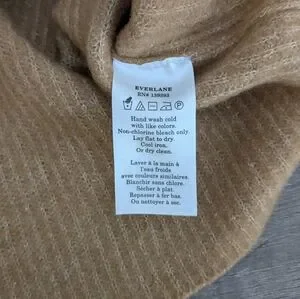 EVERLANE
Hand wash cold
with like colors.
Non-chlorine bleach only
Lay flat to dry
Cool iron.
Or dry clean.
Laver à la main à
l'eau froide
avec couleurs similaires.
Blanchir sans chlore.
Sécher à plat.
Repasser à fer bas.
Ou nettoyer à sec.